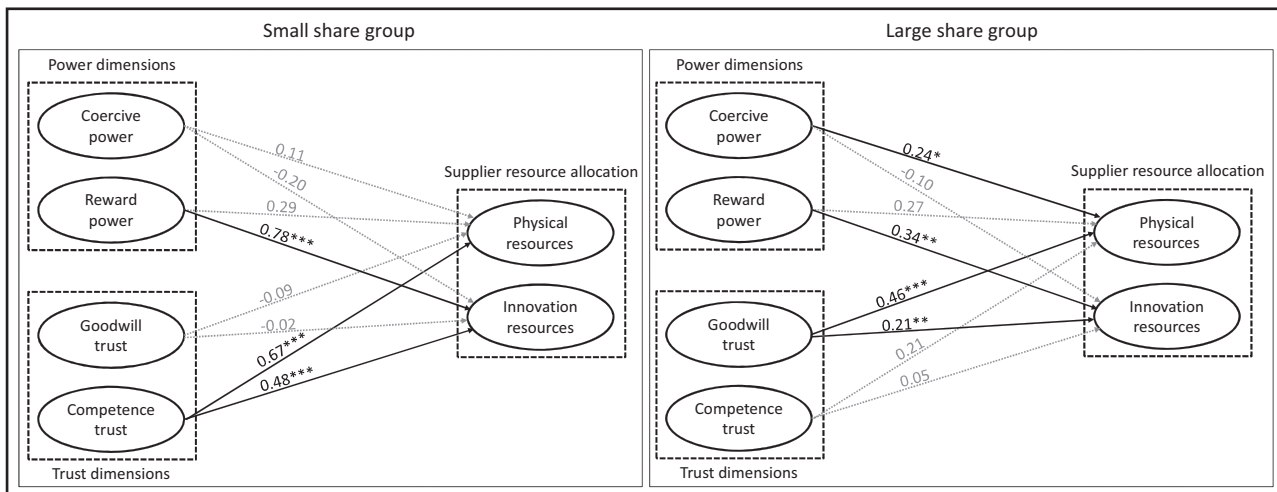 Small share group
Power dimensions
Coercive
power
Reward
power
0.11
-0.20
0.29
0.78***
Supplier resource allocation
Physical
resources
Innovation
resources
Goodwill
trust
Competence
trust
-0.09
-0.02
0.67***
0.48***
Trust dimensions
Large share group
Power dimensions
Coercive
power
Reward
power
0.24*
-0.10
0.27
0.34**
Supplier resource allocation
Physical
resources
Innovation
resources
Goodwill
trust
Competence
trust
0.46***
0.21**
0.21
0.05
Trust dimensions